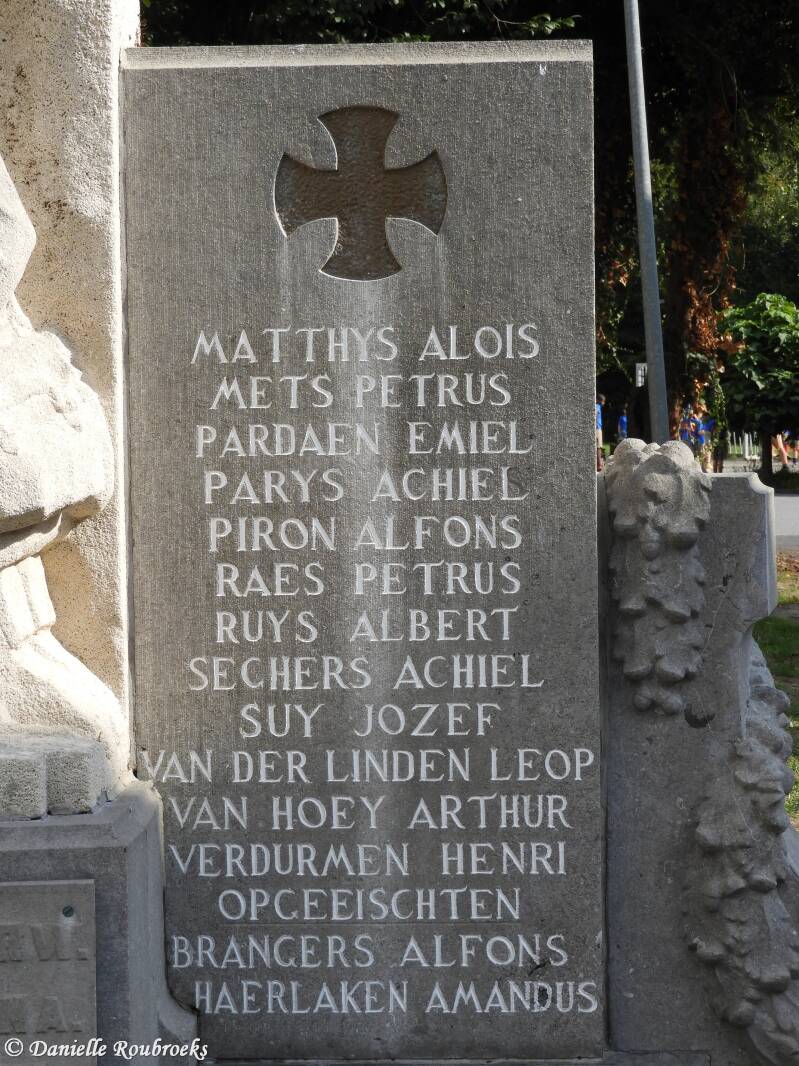 MATTHYS ALOIS
METS PETRUS
PARDAEN EMIEL
PARYS ACHIEL
PIRON ALFONS
RAES PETRUS
RUYS ALBERT
SEGHERS ACHIEL
SUY JOZEF
VAN DER LINDEN LEOP
VAN HOEY ARTHUR
VERDURMEN HENRI
OPGEEISCHTEN
BRANGERS ALFONS
HAERLAKEN AMANDUS
© Danielle Roubroeks